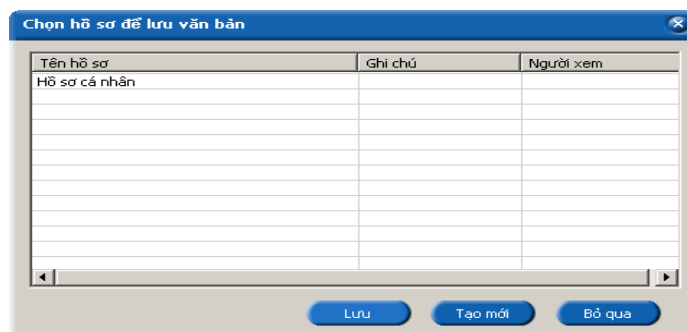 Chọn hồ sơ để lưu văn bản
Tên hồ sơ Ghi chú Người xem
Hồ sơ cá nhân
Lưu Tạo mới Bỏ qua